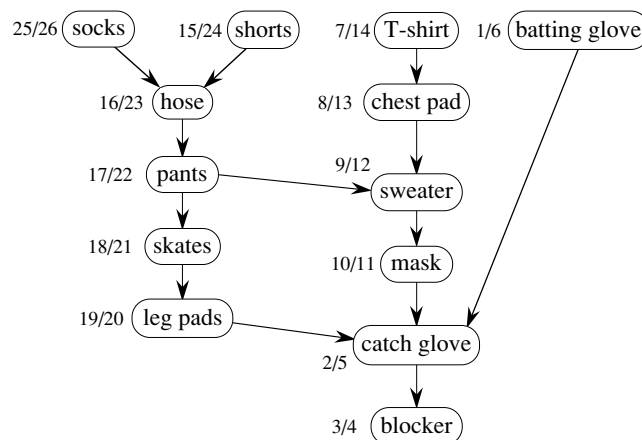 25/26 socks 15/24 shorts 7/14 T-shirt 1/6 batting glove
16/23 hose 8/13 chest pad
17/22 pants 9/12 sweater
18/21 skates 10/11 mask
19/20 leg pads 2/5 catch glove
3/4 blocker